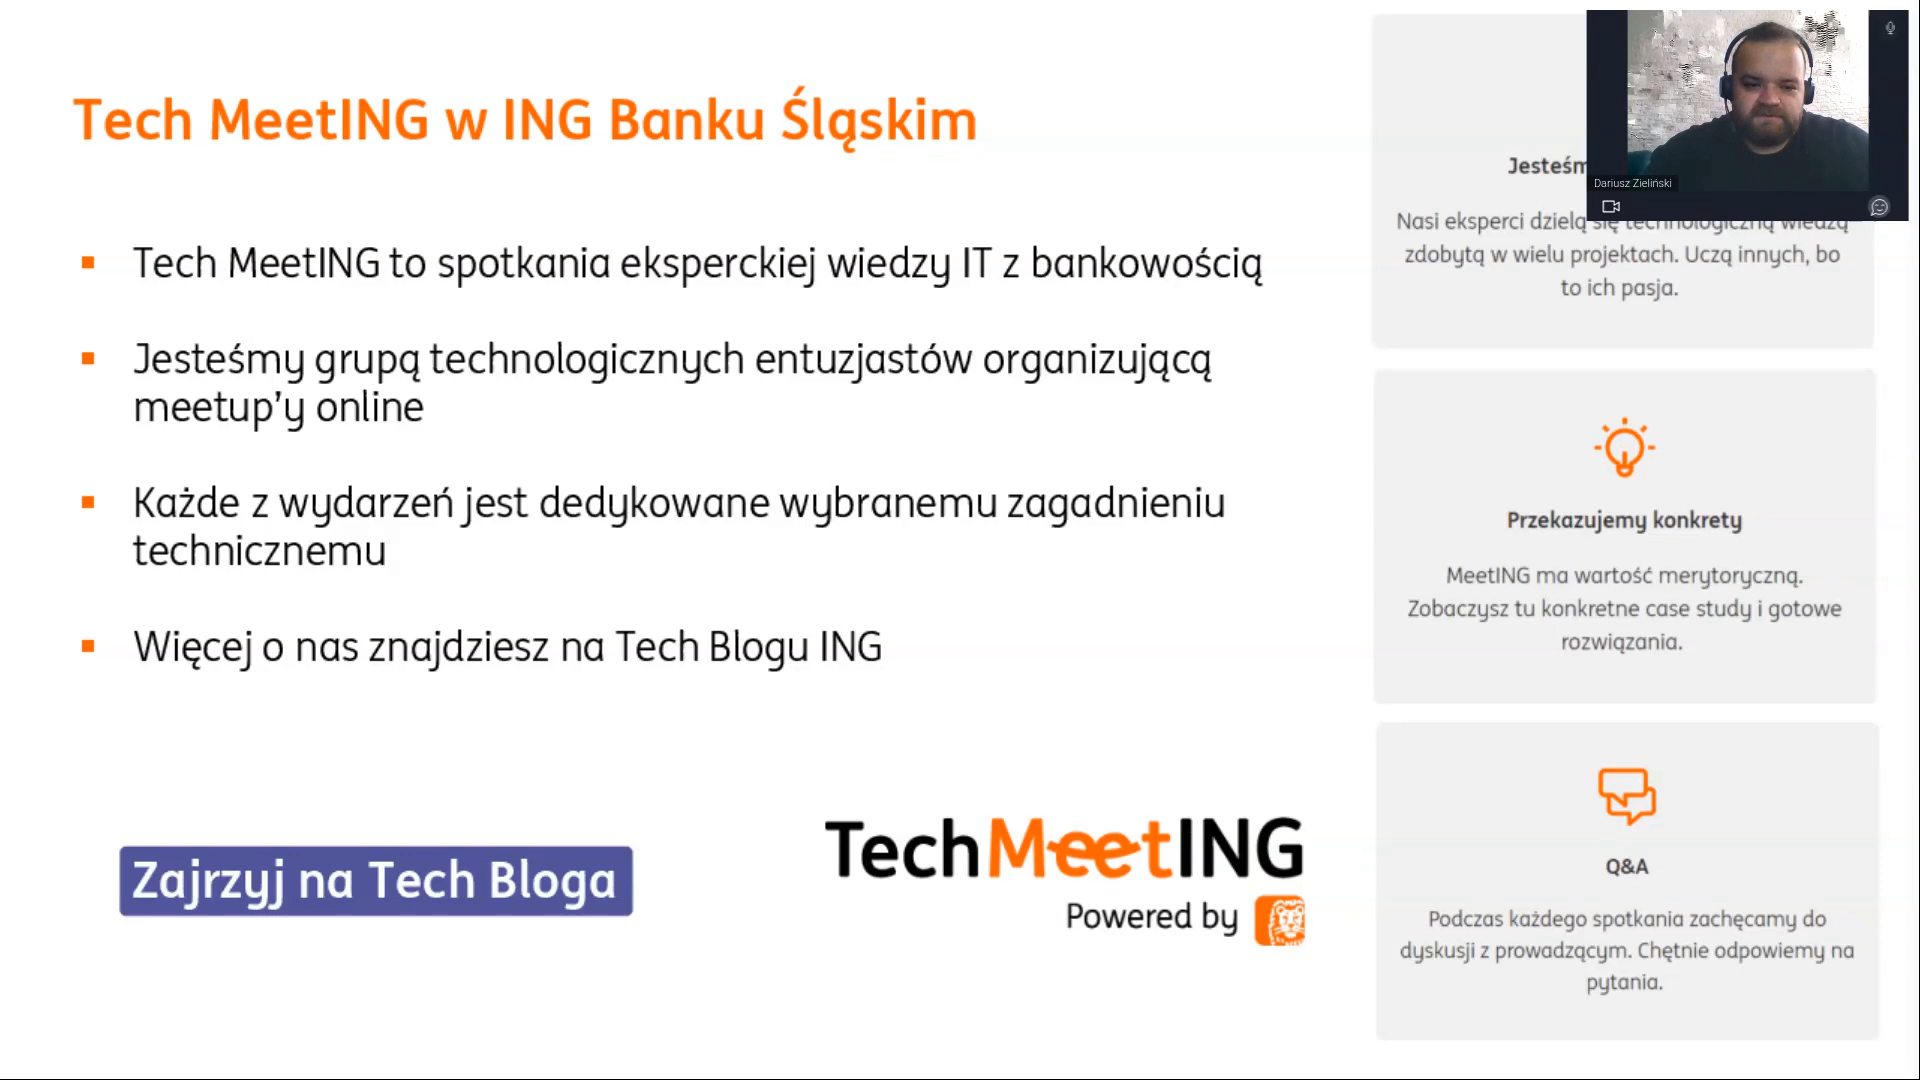 Tech MeetING w ING Banku Śląskim
Tech MeetING to spotkania eksperckiej wiedzy IT z bankowością
Jesteśmy grupą technologicznych entuzjastów organizującą
meetup'y online
Każde z wydarzeń jest dedykowane wybranemu zagadnieniu
technicznemu
Więcej o nas znajdziesz na Tech Blogu ING
Zajrzyj na Tech Bloga
TechMeetING
Powered by
Dariusz Zieliński
Nasi eksperci dzielą się technologiczną wiedzą
zdobytą w wielu projektach. Uczą innych, bo
to ich pasja.
Przekazujemy konkrety
MeetING ma wartość merytoryczną.
Zobaczysz tu konkretne case study i gotowe
rozwiązania.
Q&A
Podczas każdego spotkania zachęcamy do
dyskusji z prowadzącym. Chętnie odpowiemy na
pytania.